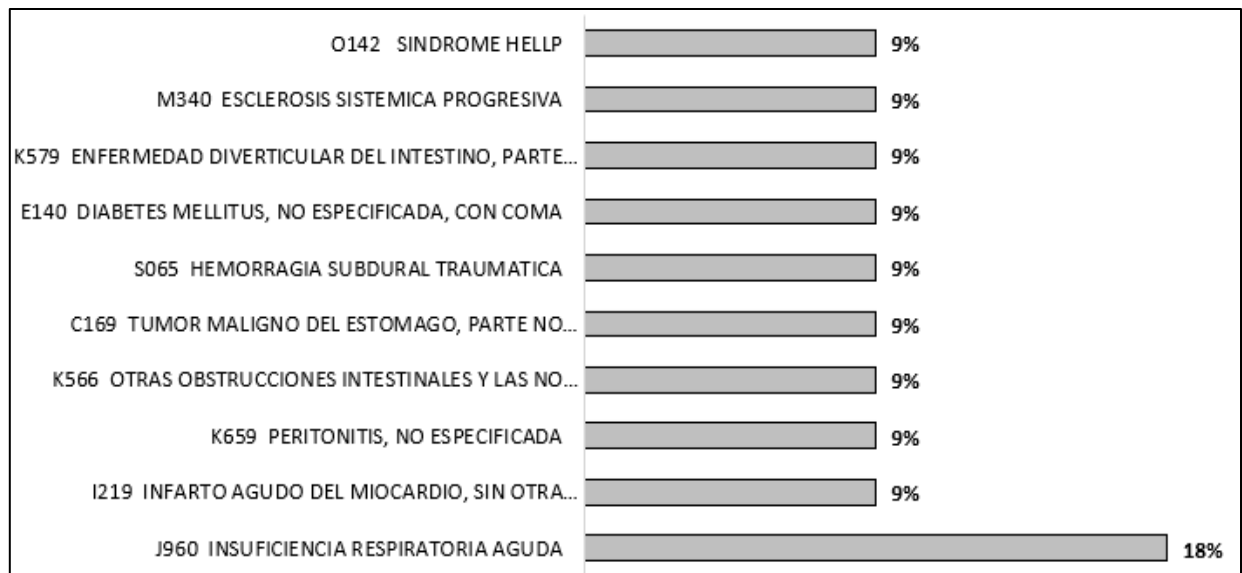 O142 SINDROME HELLP 9%
M340 ESCLEROSIS SISTEMICA PROGRESIVA 9%
K579 ENFERMEDAD DIVERTICULAR DEL INTESTINO, PARTE... 9%
E140 DIABETES MELLITUS, NO ESPECIFICADA, CON COMA 9%
S065 HEMORRAGIA SUBDURAL TRAUMATICA 9%
C169 TUMOR MALIGNO DEL ESTOMAGO, PARTE NO... 9%
K566 OTRAS OBSTRUCCIONES INTESTINALES Y LAS NO... 9%
K659 PERITONITIS, NO ESPECIFICADA 9%
I219 INFARTO AGUDO DEL MIOCARDIO, SIN OTRA... 9%
J960 INSUFICIENCIA RESPIRATORIA AGUDA 18%